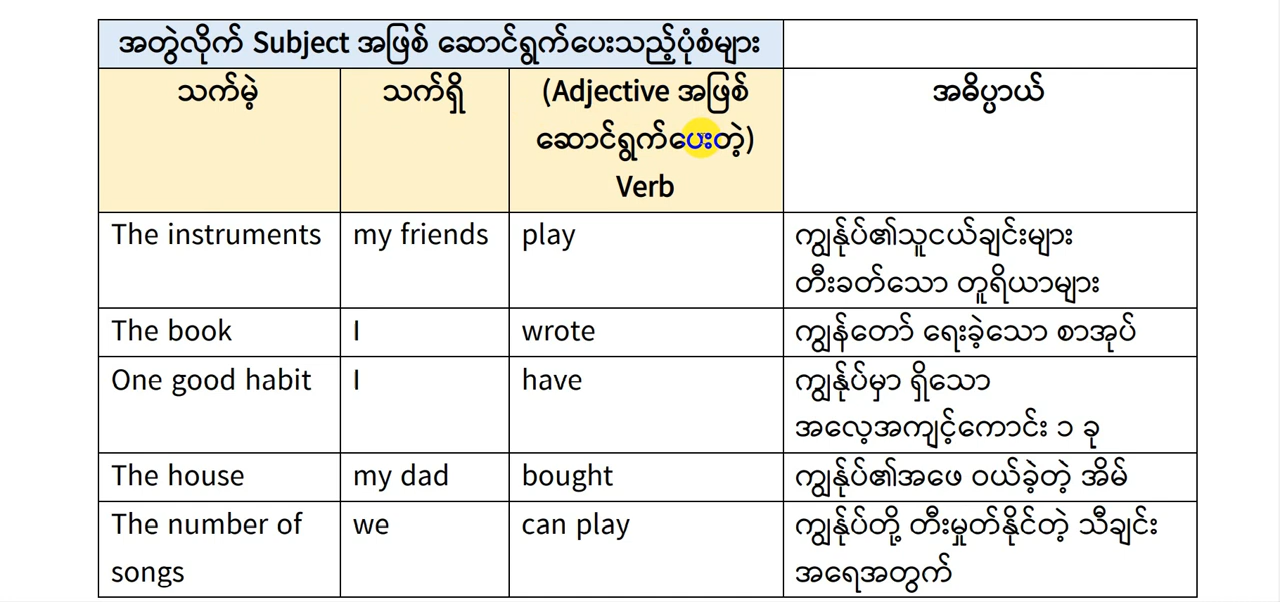 အတွဲလိုက် Subject အဖြစ် ဆောင်ရွက်ပေးသည့်ပုံစံများ
သက်မဲ့ သက်ရှိ (Adjective အဖြစ် ဆောင်ရွက်ပေးတဲ့) Verb အဓိပ္ပာယ်
The instruments my friends play ကျွန်ုပ်၏သူငယ်ချင်းများ
တီးခတ်သော တူရိယာများ
The book I wrote ကျွန်တော် ရေးခဲ့သော စာအုပ်
One good habit I have ကျွန်ုပ်မှာ ရှိသော
အလေ့အကျင့်ကောင်း ၁ ခု
The house my dad bought ကျွန်ုပ်၏အဖေ ဝယ်ခဲ့တဲ့ အိမ်
The number of songs we can play ကျွန်ုပ်တို့ တီးမှုတ်နိုင်တဲ့ သီချင်း
အရေအတွက်